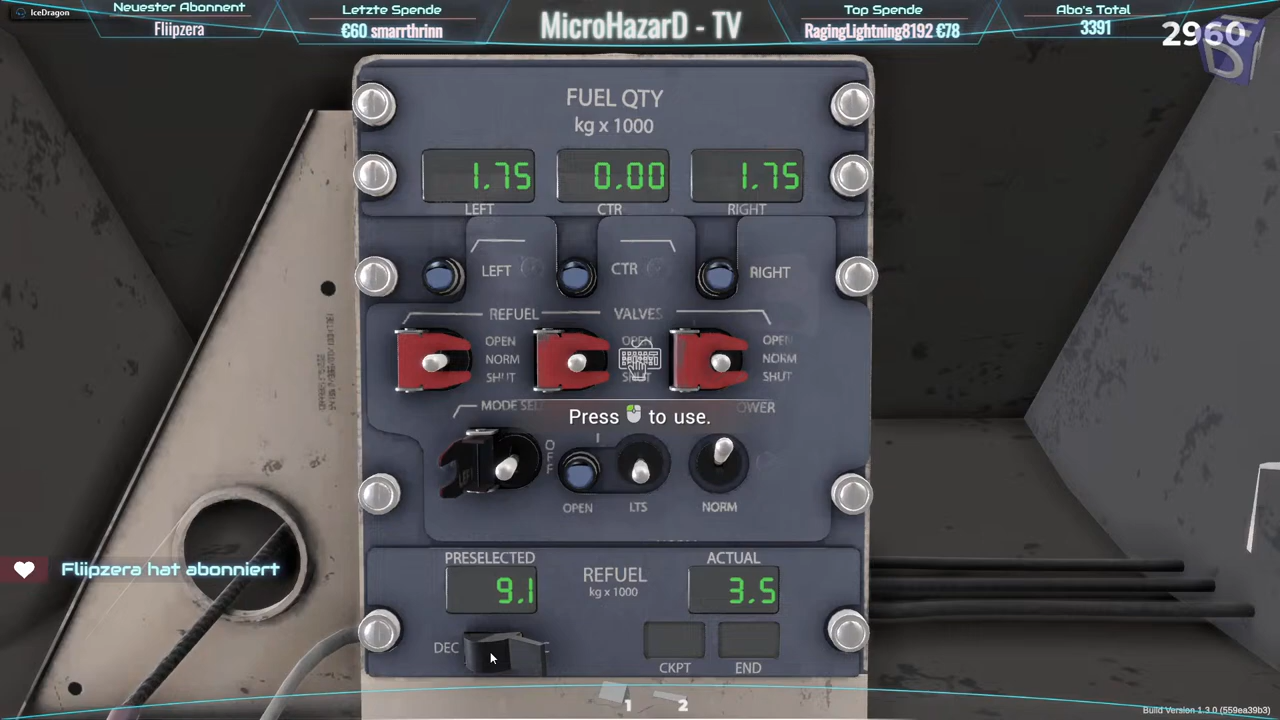 IceDragon
Neuester Abonnent
Fliipzera
Letzte Spende
€60 smarrthrinn
MicroHazarD - TV
Top Spende
RagingLightning8192 €78
Abo's Total
3391
2960
FUEL QTY
kg x 1000
1.75
0.00
1.75
LEFT
CTR
RIGHT
LEFT
CTR
RIGHT
REFUEL
VALVES
OPEN
OPEN
OPEN
NORM
NORM
SHUT
SHUT
SHUT
MODE SEL
Press to use.
OFF
OPEN
LTS
NORM
Fliipzera hat abonniert
PRESELECTED
9.1
REFUEL
kg x 1000
ACTUAL
3.5
DEC
CKPT
END
1
2
Build Version 1.3.0 (559ea39b3)